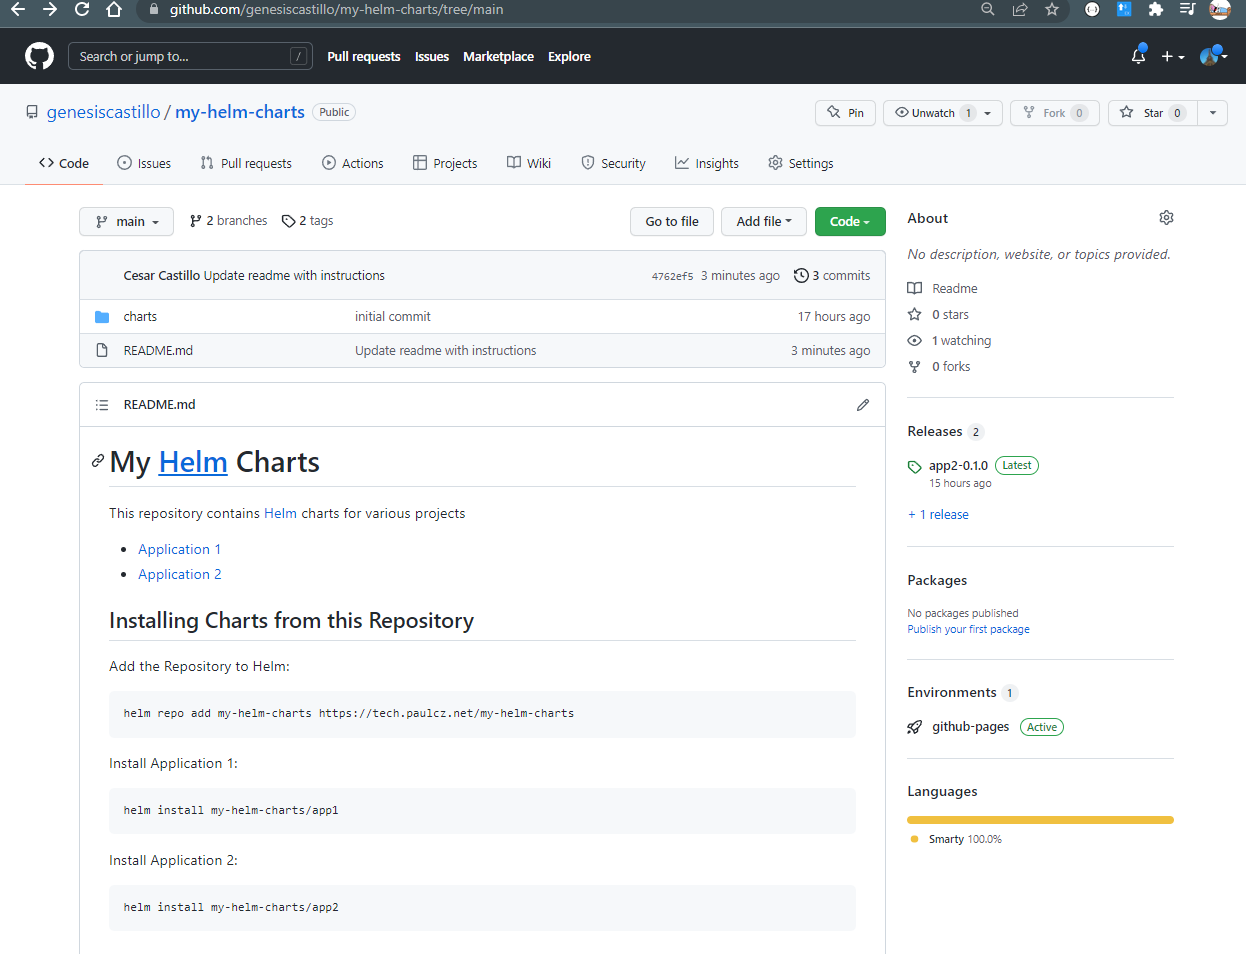 github.com/genesiscastillo/my-helm-charts/tree/main
Search or jump to... / Pull requests Issues Marketplace Explore
genesiscastillo / my-helm-charts Public Pin Unwatch 1 Fork 0 Star 0
Code Issues Pull requests Actions Projects Wiki Security Insights Settings
main 2 branches 2 tags Go to file Add file Code
Cesar Castillo Update readme with instructions 4762ef5 3 minutes ago 3 commits
charts initial commit 17 hours ago
README.md Update readme with instructions 3 minutes ago
README.md
My Helm Charts
This repository contains Helm charts for various projects
Application 1
Application 2
Installing Charts from this Repository
Add the Repository to Helm:
helm repo add my-helm-charts https://tech.paulcz.net/my-helm-charts
Install Application 1:
helm install my-helm-charts/app1
Install Application 2:
helm install my-helm-charts/app2
About
No description, website, or topics provided.
Readme
0 stars
1 watching
0 forks
Releases 2
app2-0.1.0 Latest
15 hours ago
+ 1 release
Packages
No packages published
Publish your first package
Environments 1
github-pages Active
Languages
Smarty 100.0%